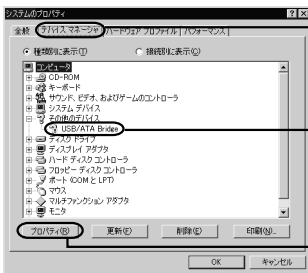 システムのプロパティ
全般 デバイス マネージャ ハードウェア プロファイル パフォーマンス
種類別に表示(T) 接続別に表示(C)
コンピュータ
CD-ROM
キーボード
サウンド、ビデオ、およびゲームのコントローラ
システム デバイス
その他のデバイス
USB/ATA Bridge
ディスク ドライブ
ディスプレイ アダプタ
ハード ディスク コントローラ
フロッピー ディスク コントローラ
ポート (COM と LPT)
マウス
マルチファンクション アダプタ
モニタ
プロパティ(R) 更新(F) 削除(E) 印刷(N)...
OK キャンセル